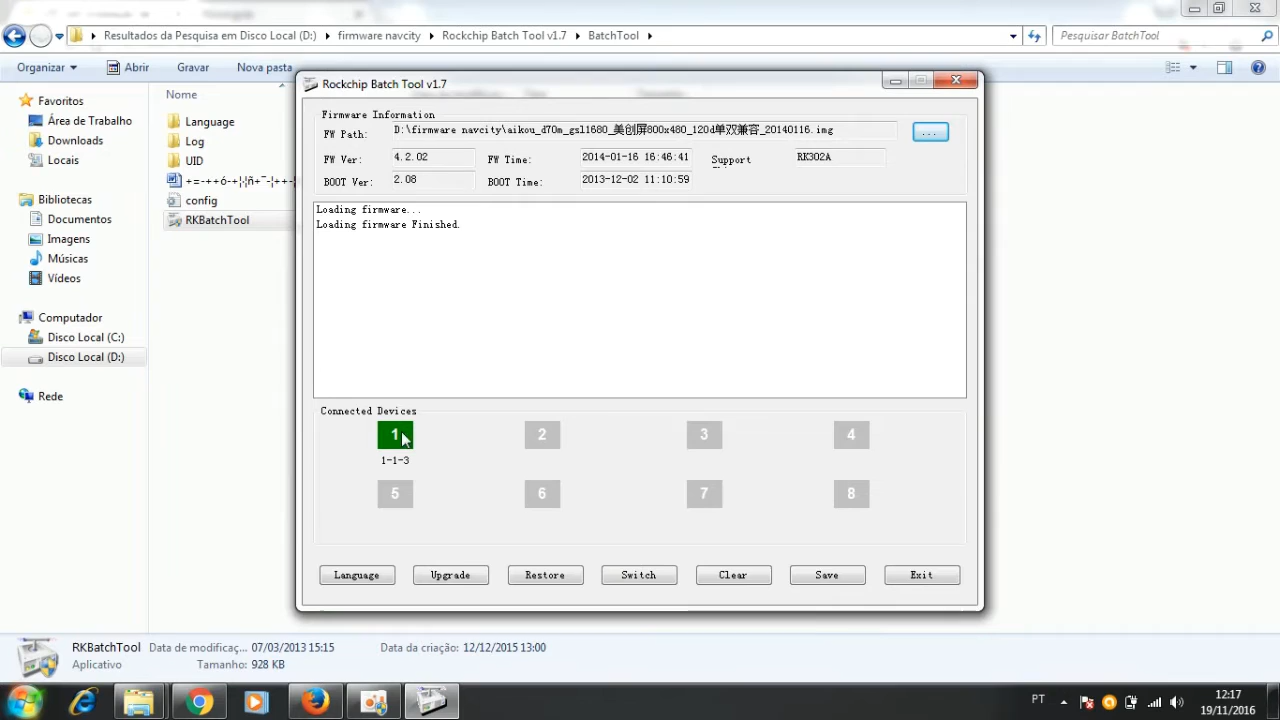 Resultados da Pesquisa em Disco Local (D:) firmware navcity Rockchip Batch Tool v1.7 BatchTool
Pesquisar BatchTool
Organizar Abrir Gravar Nova pasta
Favoritos
Área de Trabalho
Downloads
Locais
Bibliotecas
Documentos
Imagens
Músicas
Vídeos
Computador
Disco Local (C:)
Disco Local (D:)
Rede
Nome
Language
Log
UID
config
RKBatchTool
Rockchip Batch Tool v1.7
Firmware Information
FW Path: D:\firmware navcity\aikou_d70m_gsl1680_美创屏800x480_120d单双兼容_20140116.img ...
FW Ver: 4.2.02 FW Time: 2014-01-16 16:46:41 Support RK302A
BOOT Ver: 2.08 BOOT Time: 2013-12-02 11:10:59
Loading firmware...
Loading firmware Finished.
Connected Devices
1 2 3 4
1-1-3
5 6 7 8
Language Upgrade Restore Switch Clear Save Exit
RKBatchTool Data de modificaç... 07/03/2013 15:15 Data da criação: 12/12/2015 13:00
Aplicativo Tamanho: 928 KB
PT
12:17
19/11/2016